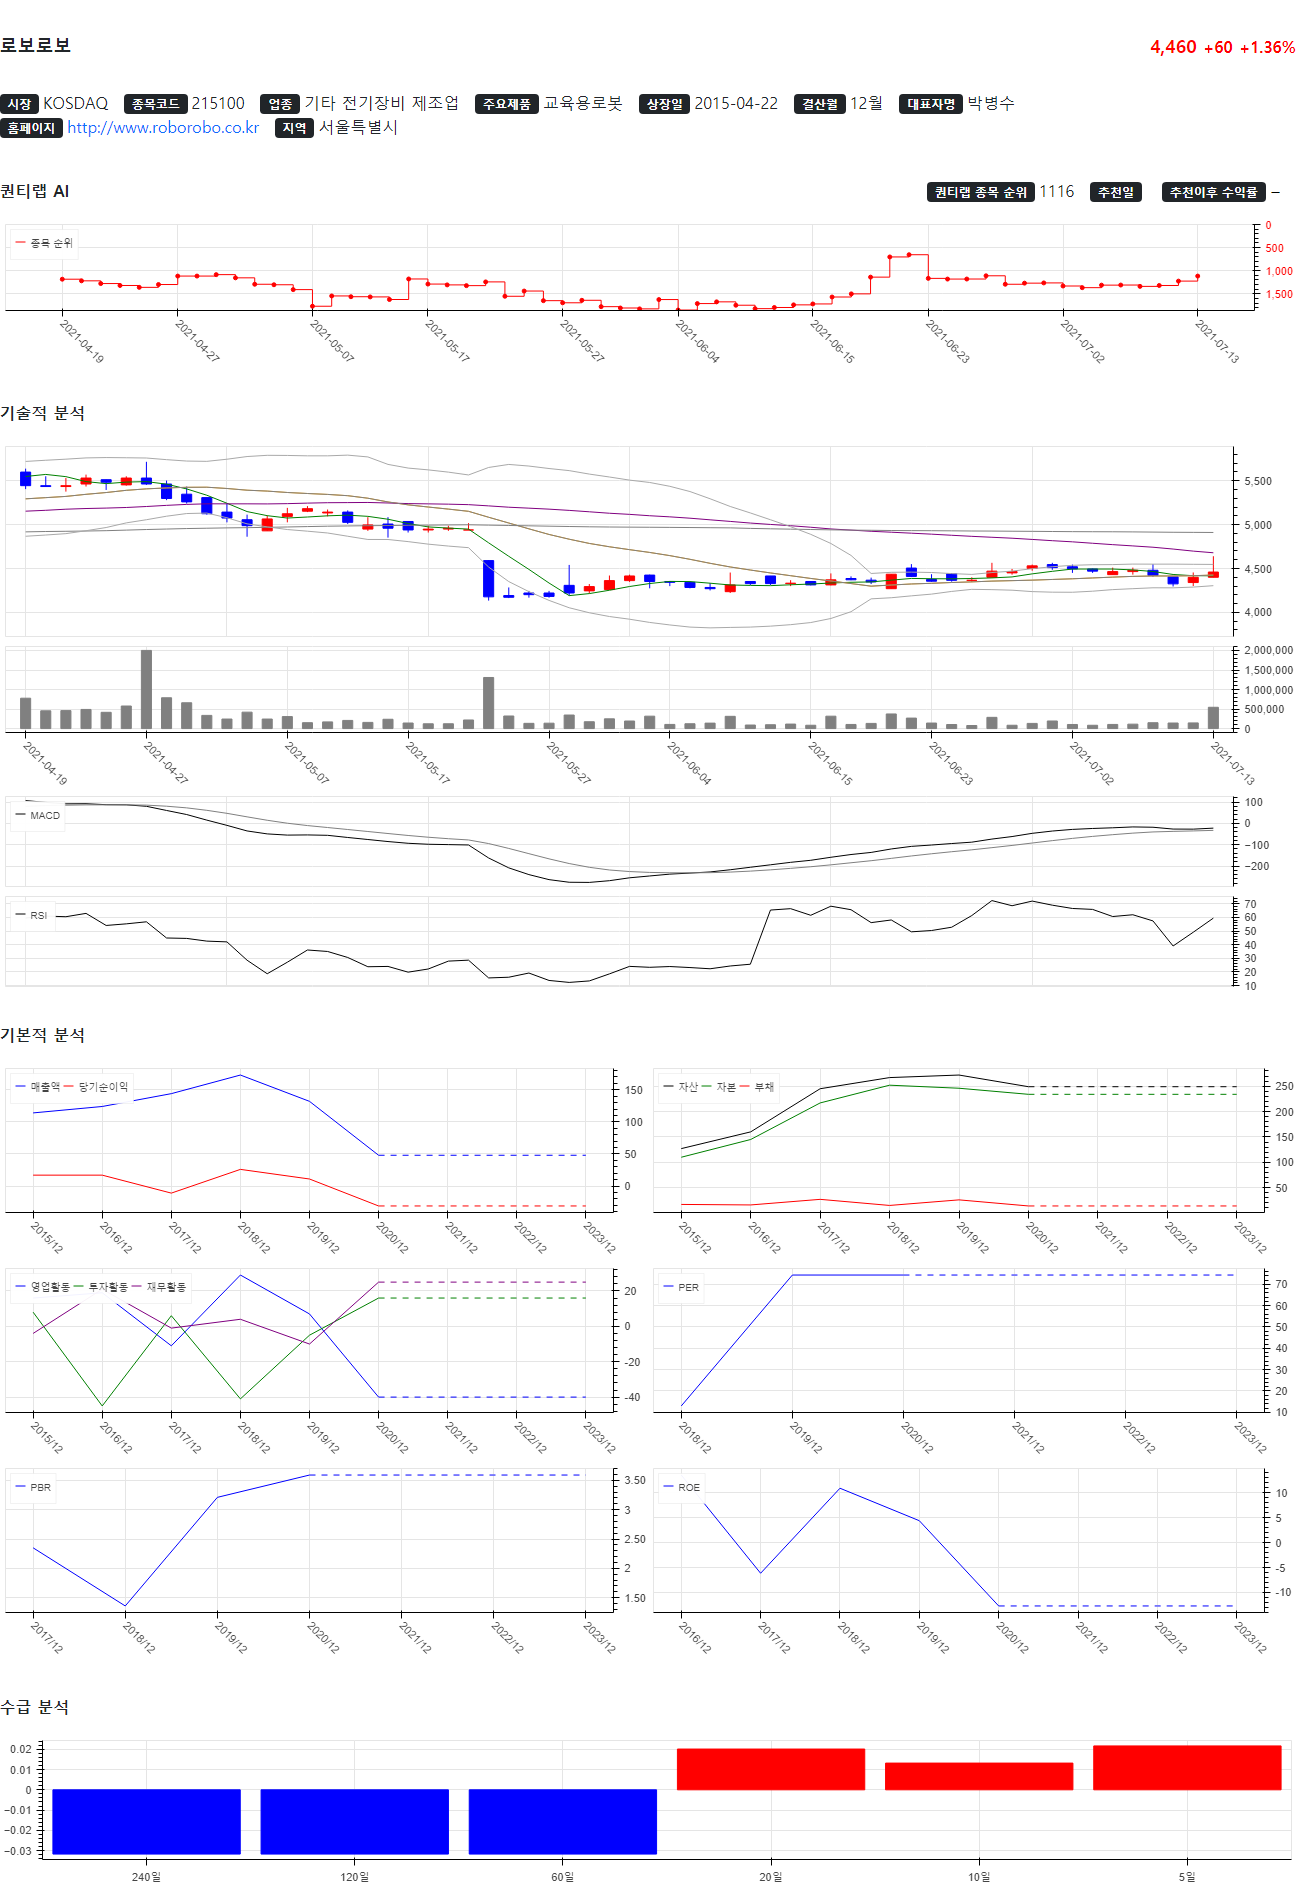 로보로보 4,460 +60 +1.36%
시장 KOSDAQ 종목코드 215100 업종 기타 전기장비 제조업 주요제품 교육용로봇 상장일 2015-04-22 결산월 12월 대표자명 박병수
홈페이지 http://www.roborobo.co.kr 지역 서울특별시
퀀티랩 AI 퀀티랩 종목 순위 1116 추천일 추천이후 수익률 –
종목 순위
0
500
1,000
1,500
2021-04-19 2021-04-27 2021-05-07 2021-05-17 2021-05-27 2021-06-04 2021-06-15 2021-06-23 2021-07-02 2021-07-13
기술적 분석
5,500
5,000
4,500
4,000
2,000,000
1,500,000
1,000,000
500,000
0
2021-04-19 2021-04-27 2021-05-07 2021-05-17 2021-05-27 2021-06-04 2021-06-15 2021-06-23 2021-07-02 2021-07-13
MACD
100
0
−100
−200
RSI
70
60
50
40
30
20
10
기본적 분석
매출액 당기순이익
150
100
50
0
2015/12 2016/12 2017/12 2018/12 2019/12 2020/12 2021/12 2022/12 2023/12
자산 자본 부채
250
200
150
100
50
2015/12 2016/12 2017/12 2018/12 2019/12 2020/12 2021/12 2022/12 2023/12
영업활동 투자활동 재무활동
20
0
-20
-40
2015/12 2016/12 2017/12 2018/12 2019/12 2020/12 2021/12 2022/12 2023/12
PER
70
60
50
40
30
20
10
2018/12 2019/12 2020/12 2021/12 2022/12 2023/12
PBR
3.50
3
2.50
2
1.50
2017/12 2018/12 2019/12 2020/12 2021/12 2022/12 2023/12
ROE
10
5
0
-5
-10
2016/12 2017/12 2018/12 2019/12 2020/12 2021/12 2022/12 2023/12
수급 분석
0.02
0.01
0
−0.01
−0.02
−0.03
240일 120일 60일 20일 10일 5일